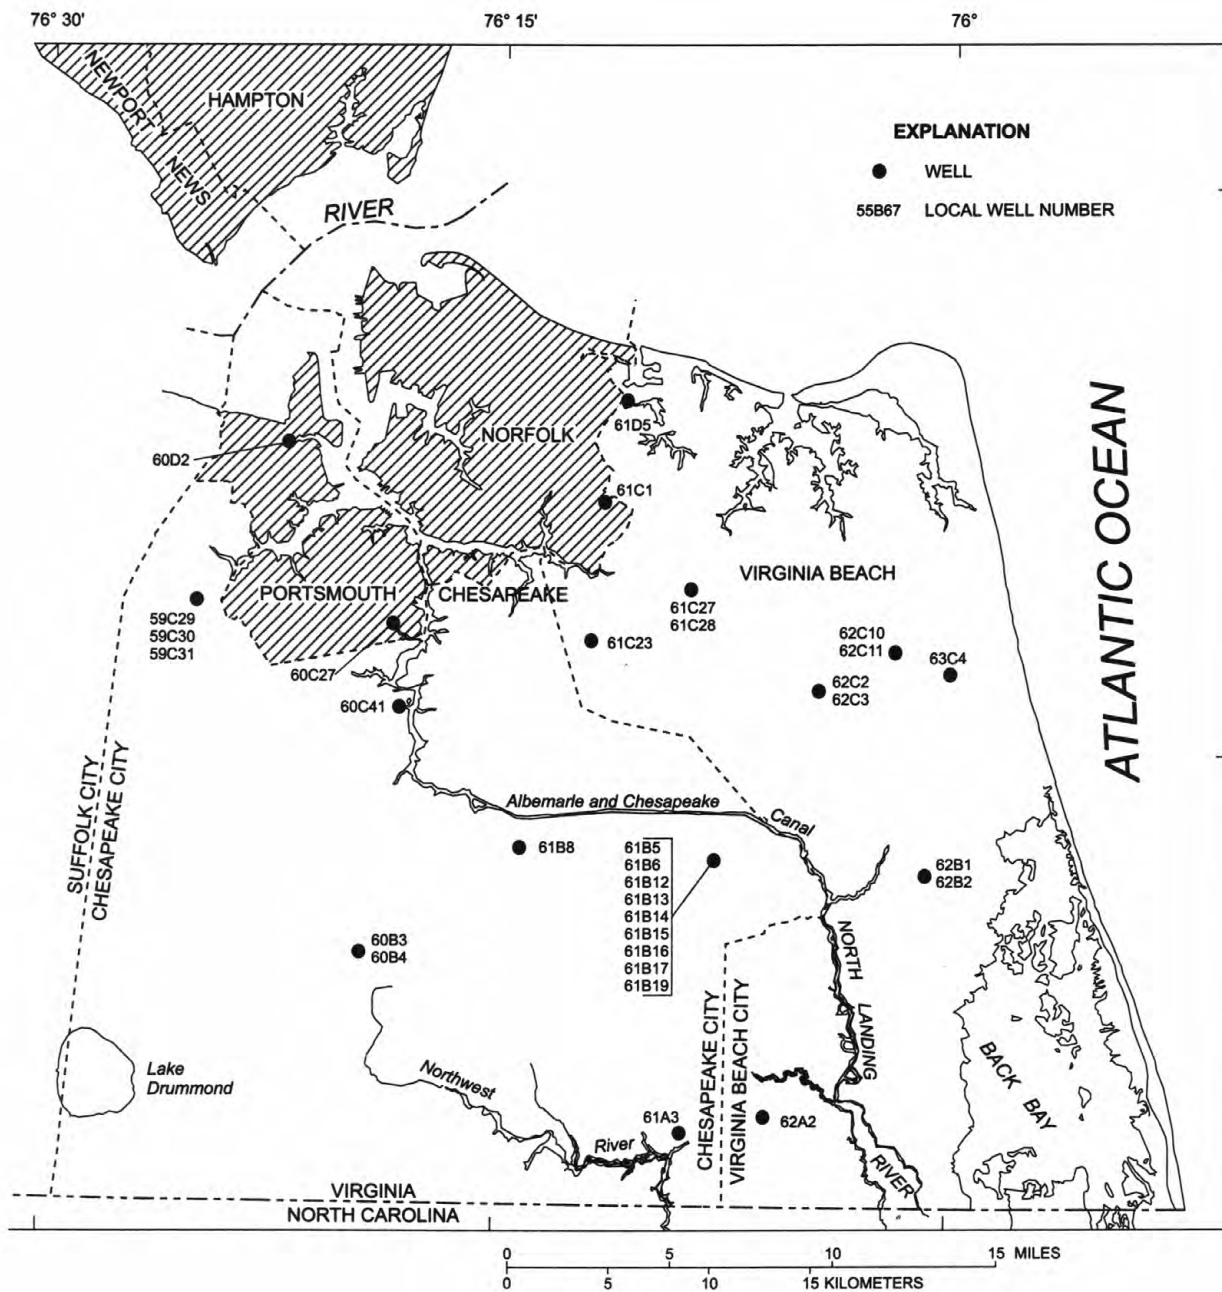 76° 30'
76° 15'
76°
NEWPORT
NEWS
HAMPTON
RIVER
EXPLANATION
WELL
55B67 LOCAL WELL NUMBER
NORFOLK
61D5
60D2
61C1
ATLANTIC OCEAN
VIRGINIA BEACH
PORTSMOUTH
CHESAPEAKE
59C29
59C30
59C31
61C27
61C28
61C23
62C10
62C11
63C4
60C27
62C2
62C3
60C41
SUFFOLK CITY
CHESAPEAKE CITY
Albemarle and Chesapeake
Canal
61B8
61B5
61B6
61B12
61B13
61B14
61B15
61B16
61B17
61B19
62B1
62B2
60B3
60B4
NORTH
LANDING
RIVER
CHESAPEAKE CITY
VIRGINIA BEACH CITY
BACK BAY
Lake
Drummond
Northwest
River
61A3
62A2
VIRGINIA
NORTH CAROLINA
0 5 10 15 MILES
0 5 10 15 KILOMETERS